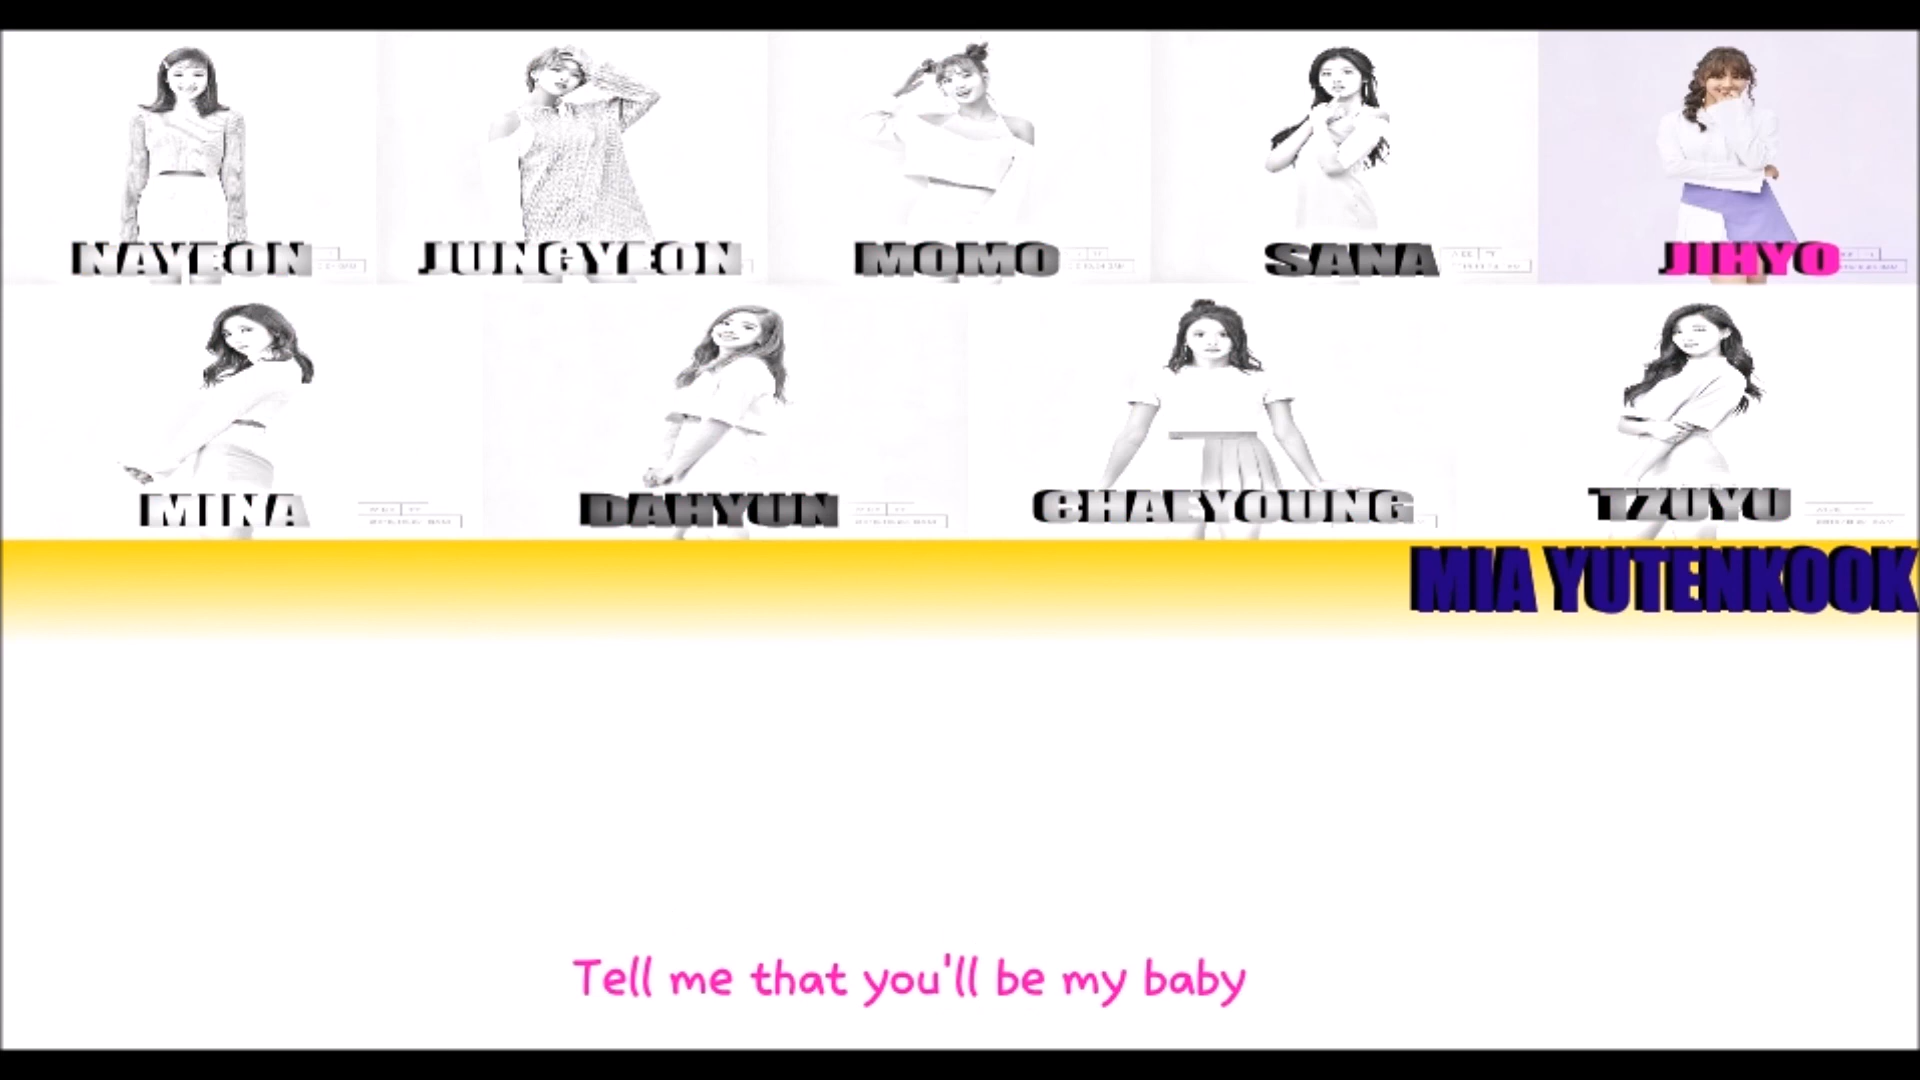 NAYEON JUNGYEON MOMO SANA JIHYO
MINA DAHYUN CHAEYOUNG TZUYU
MIA YUTENKOOK
Tell me that you'll be my baby